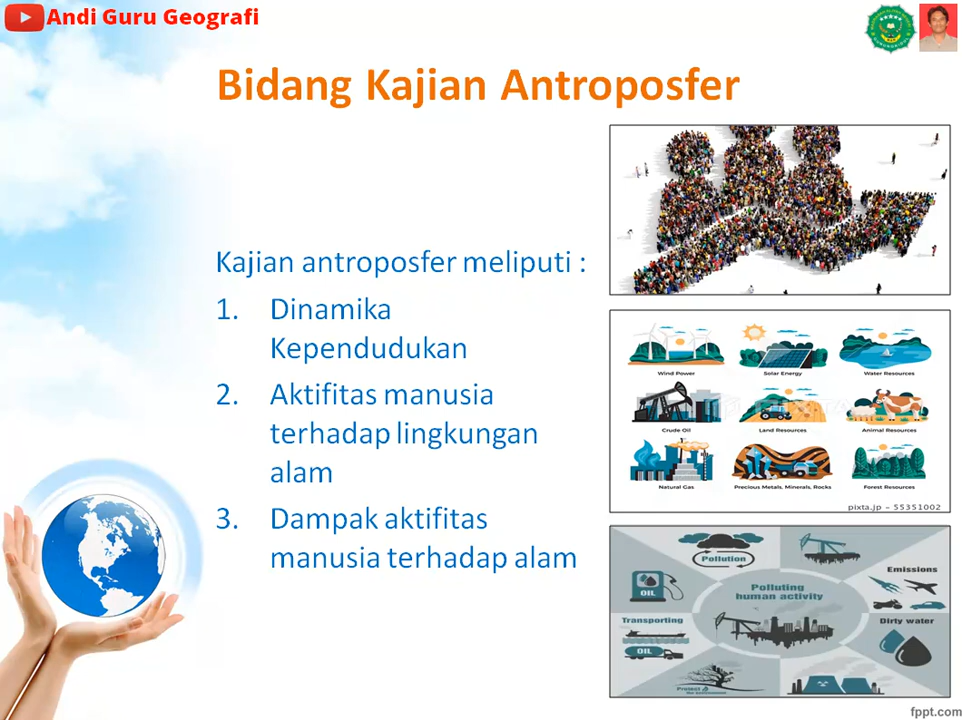 Andi Guru Geografi
Bidang Kajian Antroposfer
Kajian antroposfer meliputi :
1. Dinamika
Kependudukan
2. Aktifitas manusia
terhadap lingkungan
alam
3. Dampak aktifitas
manusia terhadap alam
Wind Power
Solar Energy
Water Resources
Crude Oil
Land Resources
Animal Resources
Natural Gas
Precious Metals, Minerals, Rocks
Forest Resources
pixta.jp - 55351002
Pollution
Emissions
Polluting
human activity
OIL
Transporting
Dirty water
OIL
Protect
fppt.com